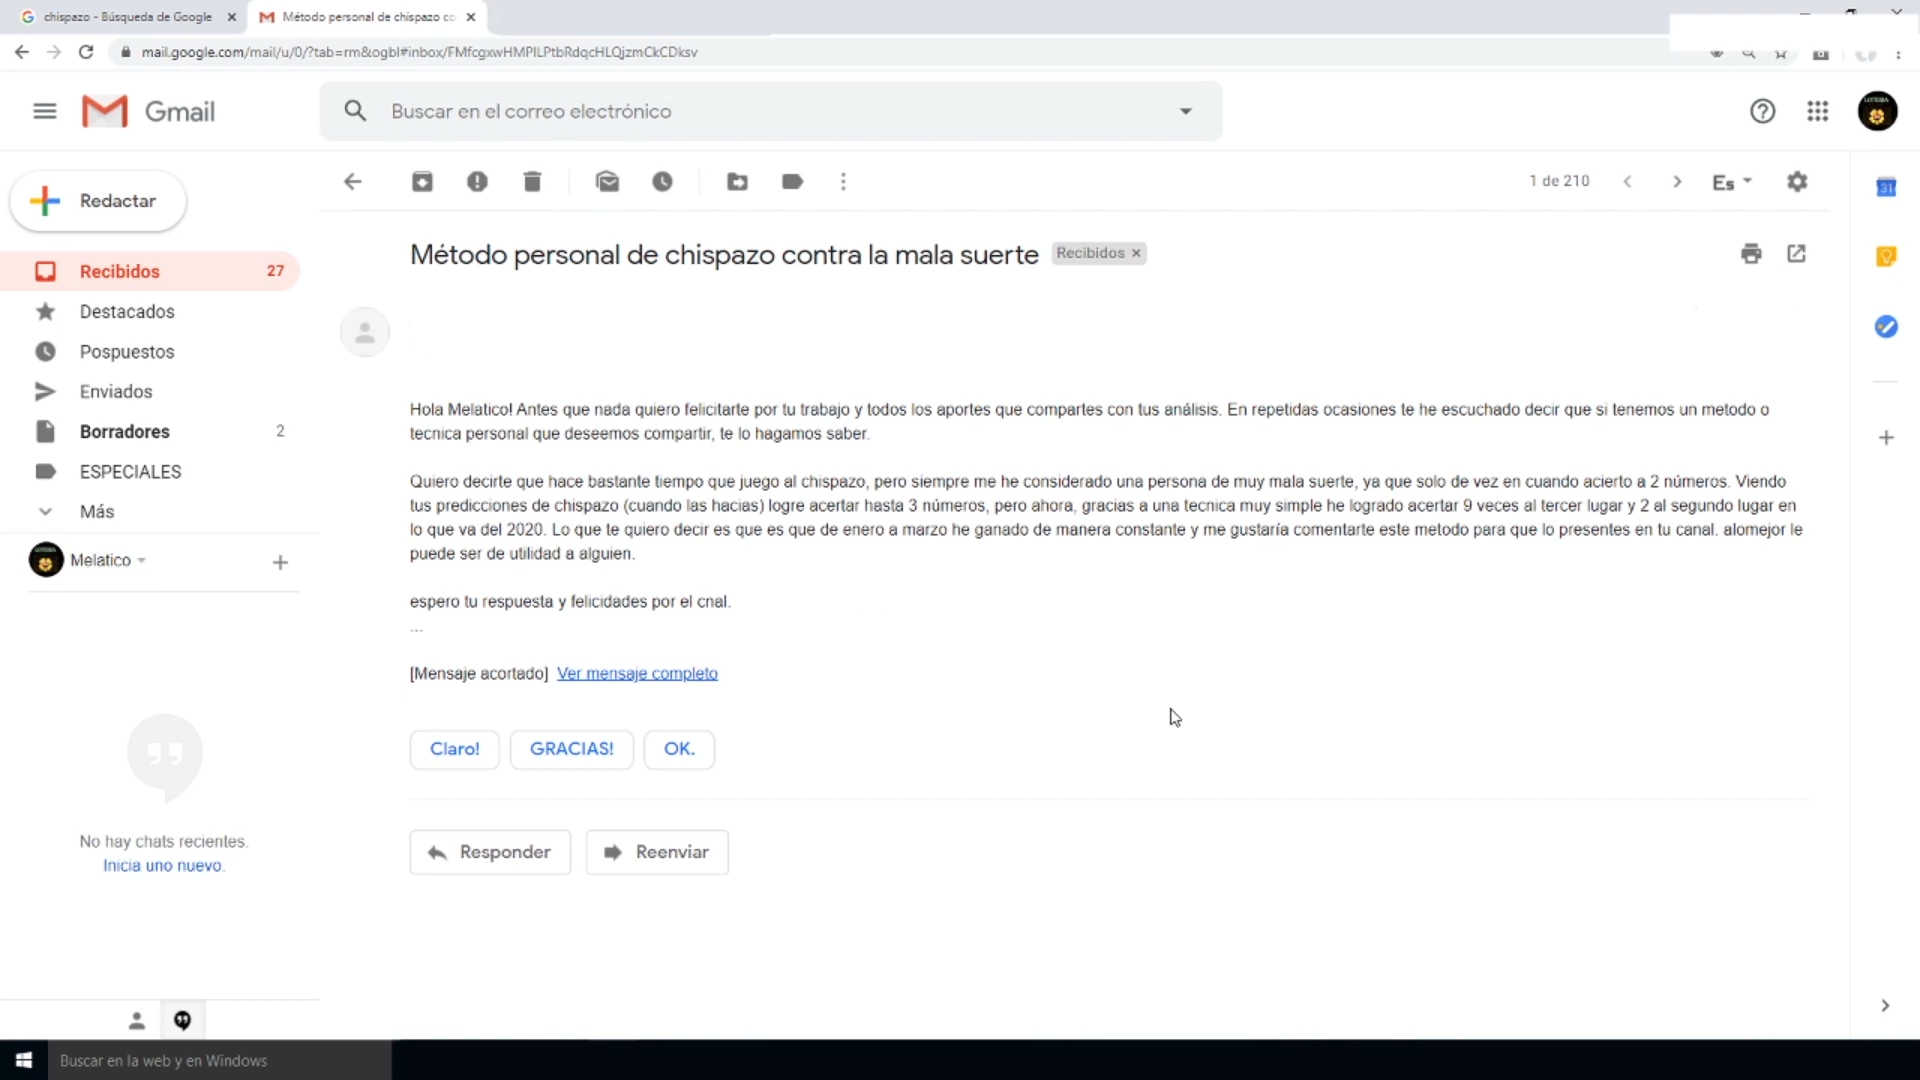 chispazo - Búsqueda de Google
Método personal de chispazo co
mail.google.com/mail/u/0/?tab=rm&ogbl#inbox/FMfcgxwHMPILPtbRdqcHLQjzmCkCDksv
Gmail
Buscar en el correo electrónico
Redactar
1 de 210
Es
Método personal de chispazo contra la mala suerte
Recibidos
Recibidos 27
Destacados
Pospuestos
Enviados
Borradores 2
ESPECIALES
Más
Melatico
Hola Melatico! Antes que nada quiero felicitarte por tu trabajo y todos los aportes que compartes con tus análisis. En repetidas ocasiones te he escuchado decir que si tenemos un metodo o
tecnica personal que deseemos compartir, te lo hagamos saber.
Quiero decirte que hace bastante tiempo que juego al chispazo, pero siempre me he considerado una persona de muy mala suerte, ya que solo de vez en cuando acierto a 2 números. Viendo
tus predicciones de chispazo (cuando las hacias) logre acertar hasta 3 números, pero ahora, gracias a una tecnica muy simple he logrado acertar 9 veces al tercer lugar y 2 al segundo lugar en
lo que va del 2020. Lo que te quiero decir es que es que de enero a marzo he ganado de manera constante y me gustaría comentarte este metodo para que lo presentes en tu canal. alomejor le
puede ser de utilidad a alguien.
espero tu respuesta y felicidades por el cnal.
...
[Mensaje acortado] Ver mensaje completo
Claro!
GRACIAS!
OK.
Responder
Reenviar
No hay chats recientes.
Inicia uno nuevo.
31
Buscar en la web y en Windows